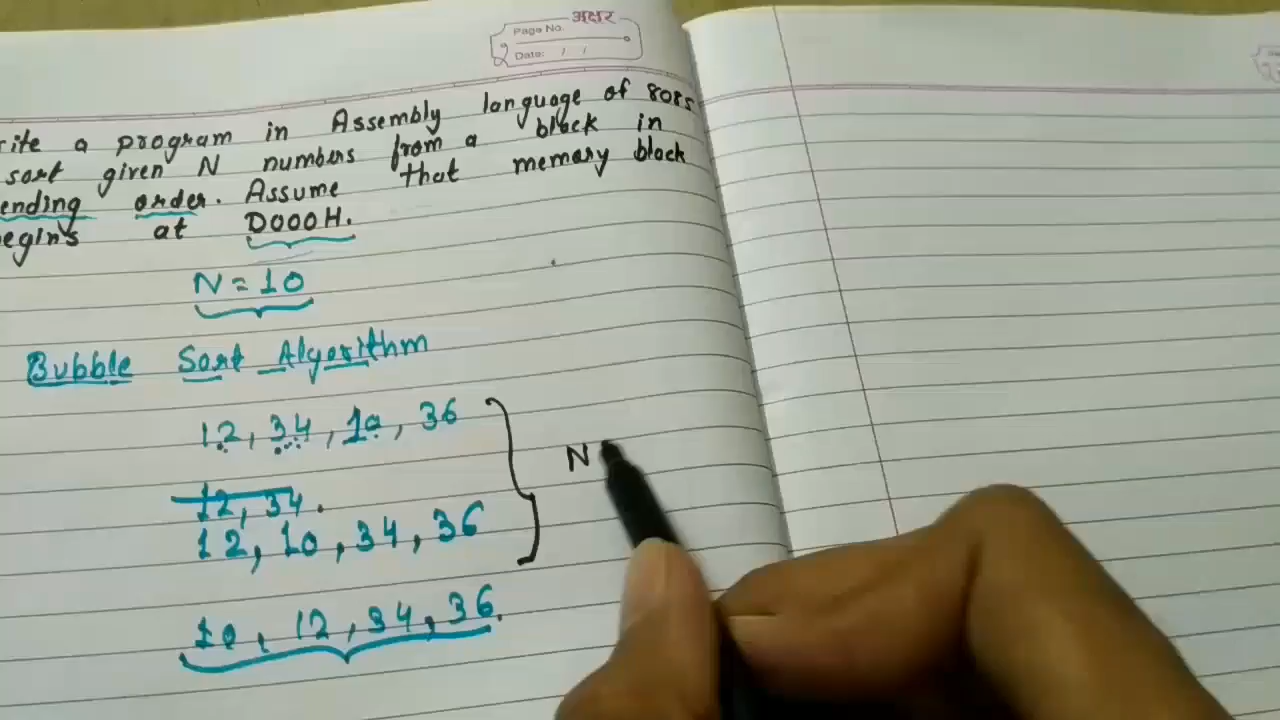 अक्षर
Page No.
Date: / /
rite a program in Assembly language of 8085
sort given N numbers from a block in
ending order. Assume that memory block
egins at D000H.
N = 10
Bubble Sort Algorithm
12, 34, 10, 36
12, 34.
12, 10, 34, 36
N
10, 12, 34, 36.